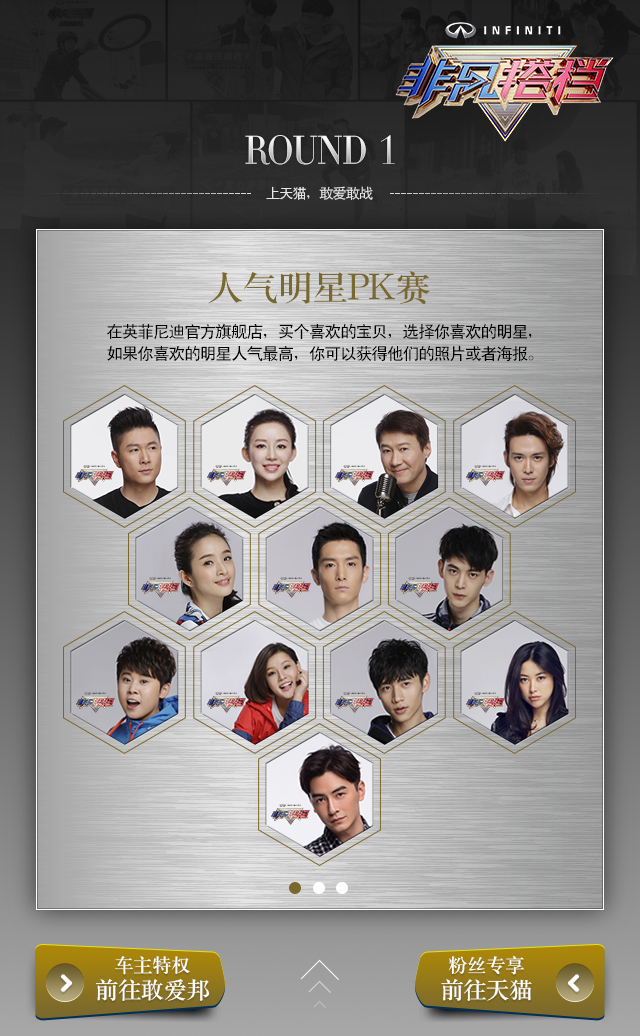 INFINITI
非凡搭档
ROUND 1
上天猫，敢爱敢战
人气明星PK赛
在英菲尼迪官方旗舰店，买个喜欢的宝贝，选择你喜欢的明星，
如果你喜欢的明星人气最高，你可以获得他们的照片或者海报。
车主特权
前往敢爱邦
粉丝专享
前往天猫